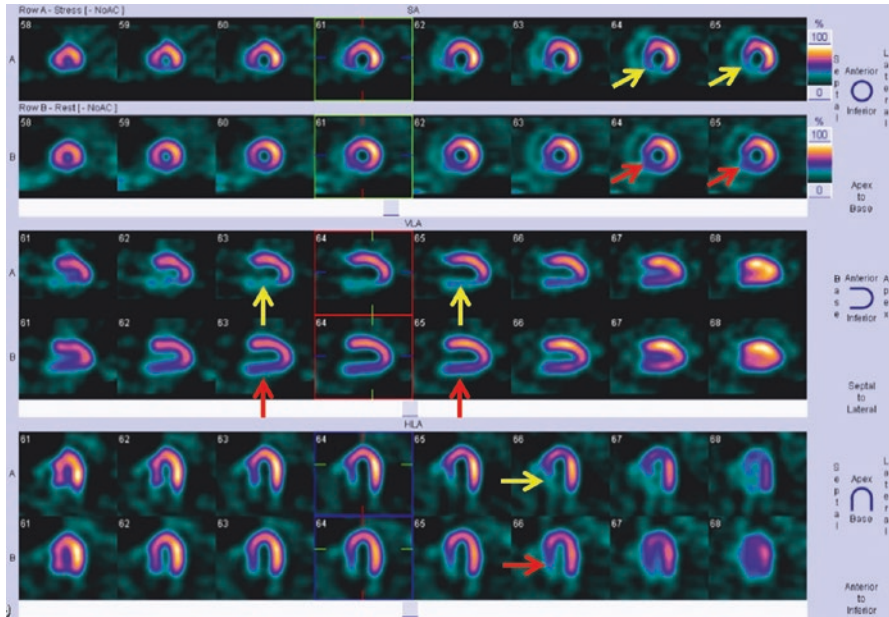 Row A - Stress [ - NoAC ] SA
58 59 60 61 62 63 64 65
A
%
100
0
Septal
Anterior
Inferior
Lateral
Row B - Rest [ - NoAC ]
58 59 60 61 62 63 64 65
B
%
100
0
Apex
to
Base
VLA
61 62 63 64 65 66 67 68
A
Base
Anterior
Inferior
Apex
61 62 63 64 65 66 67 68
B
Septal
to
Lateral
HLA
61 62 63 64 65 66 67 68
A
Septal
Apex
Base
Lateral
61 62 63 64 65 66 67 68
B
Anterior
to
Inferior